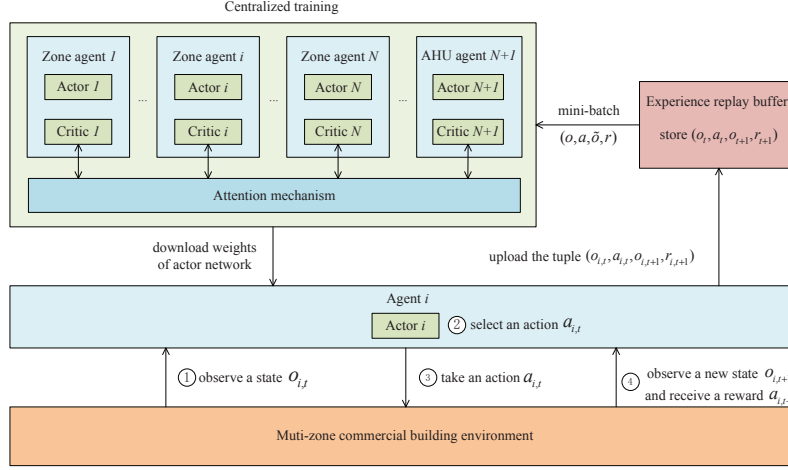 Centralized training
Zone agent 1
Zone agent i
Zone agent N
AHU agent N+1
Actor 1
Actor i
Actor N
Actor N+1
...
...
...
Critic 1
Critic i
Critic N
Critic N+1
Attention mechanism
mini-batch
(o,a,õ,r)
Experience replay buffer
store (o_t,a_t,o_{t+1},r_{t+1})
download weights
of actor network
upload the tuple (o_{i,t},a_{i,t},o_{i,t+1},r_{i,t+1})
Agent i
Actor i
② select an action a_{i,t}
① observe a state o_{i,t}
③ take an action a_{i,t}
④ observe a new state o_{i,t+
and receive a reward a_{i,t
Muti-zone commercial building environment